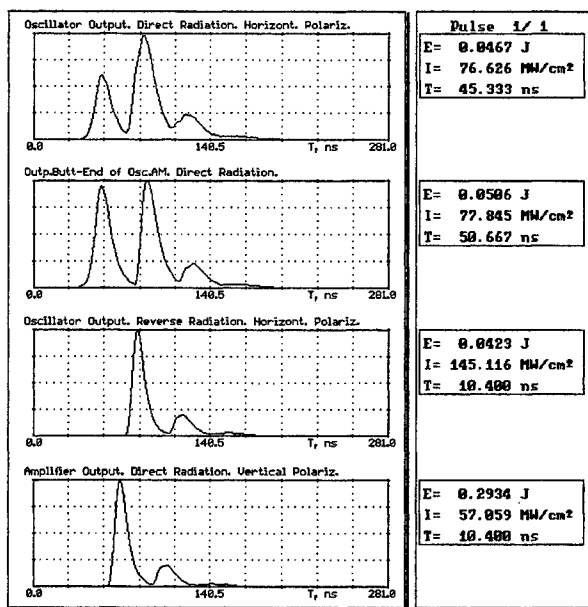 Oscillator Output. Direct Radiation. Horizont. Polariz.
0.0 140.5 T, ns 281.0
Outp.Butt-End of Osc.AM. Direct Radiation.
0.0 140.5 T, ns 281.0
Oscillator Output. Reverse Radiation. Horizont. Polariz.
0.0 140.5 T, ns 281.0
Amplifier Output. Direct Radiation. Vertical Polariz.
0.0 140.5 T, ns 281.0
Pulse 1/ 1
E= 0.0467 J
I= 76.626 MW/cm²
T= 45.333 ns
E= 0.0506 J
I= 77.845 MW/cm²
T= 50.667 ns
E= 0.0423 J
I= 145.116 MW/cm²
T= 10.400 ns
E= 0.2934 J
I= 57.059 MW/cm²
T= 10.400 ns